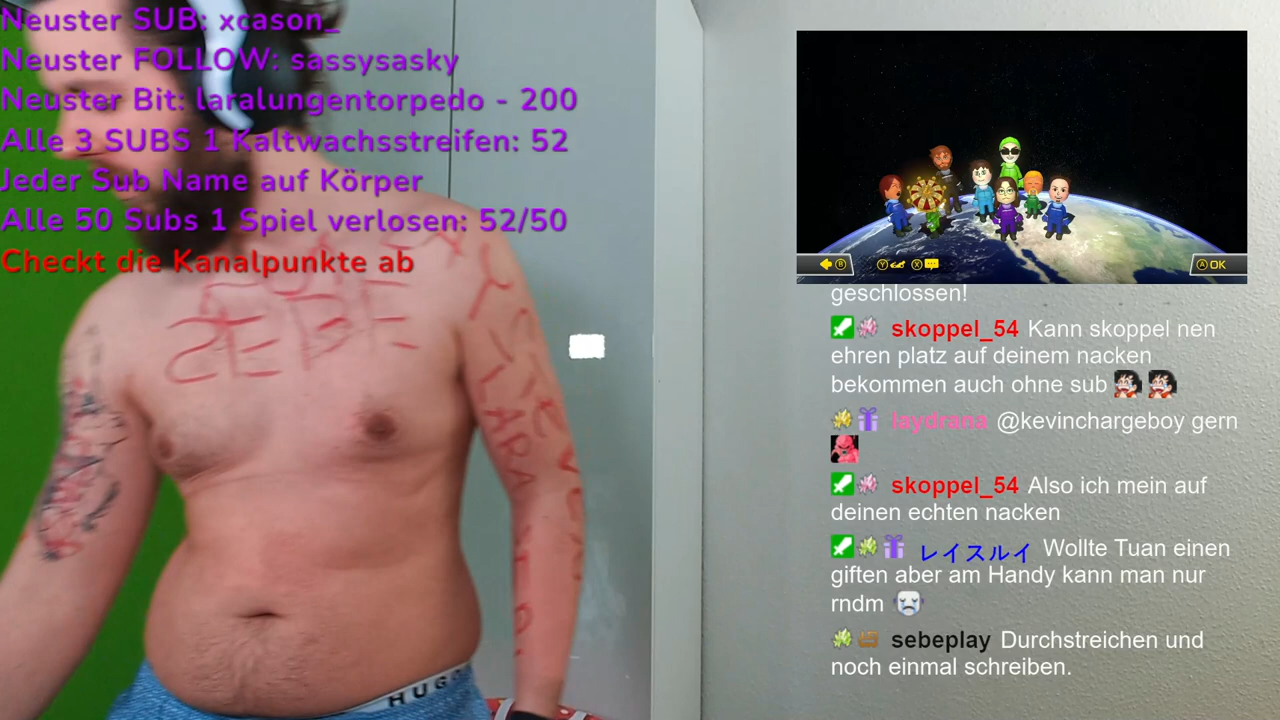 Neuster SUB: xcason_
Neuster FOLLOW: sassysasky
Neuster Bit: laralungentorpedo - 200
Alle 3 SUBS 1 Kaltwachsstreifen: 52
Jeder Sub Name auf Körper
Alle 50 Subs 1 Spiel verlosen: 52/50
Checkt die Kanalpunkte ab
SEBE
LARA
HUGO
B
Y
X
A OK
geschlossen!
skoppel_54 Kann skoppel nen
ehren platz auf deinem nacken
bekommen auch ohne sub
laydrana @kevinchargeboy gern
skoppel_54 Also ich mein auf
deinen echten nacken
レイスルイ Wollte Tuan einen
giften aber am Handy kann man nur
rndm
sebeplay Durchstreichen und
noch einmal schreiben.